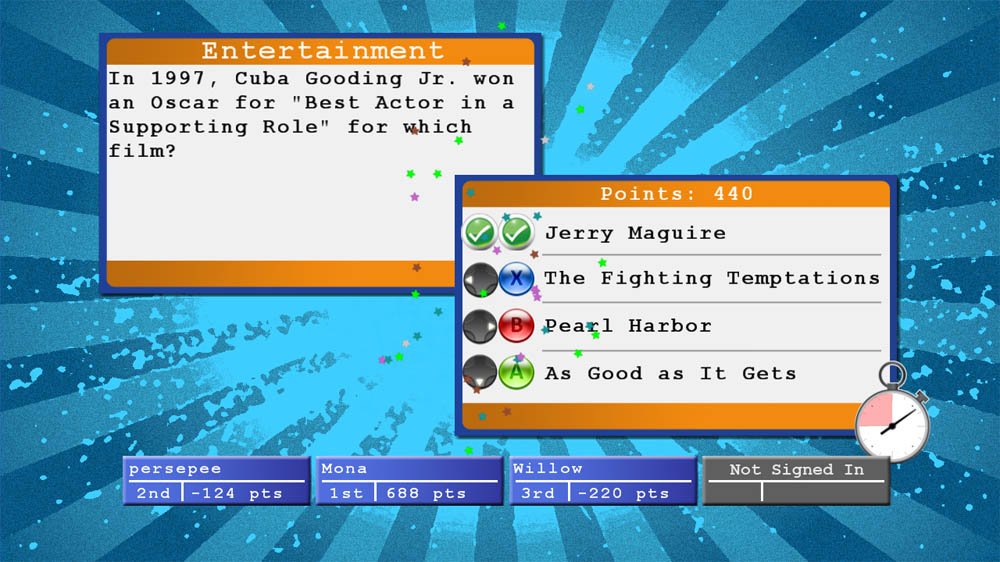 Entertainment
In 1997, Cuba Gooding Jr. won
an Oscar for "Best Actor in a
Supporting Role" for which
film?
Points: 440
Jerry Maguire
X The Fighting Temptations
B Pearl Harbor
A As Good as It Gets
persepee
2nd -124 pts
Mona
1st 688 pts
Willow
3rd -220 pts
Not Signed In